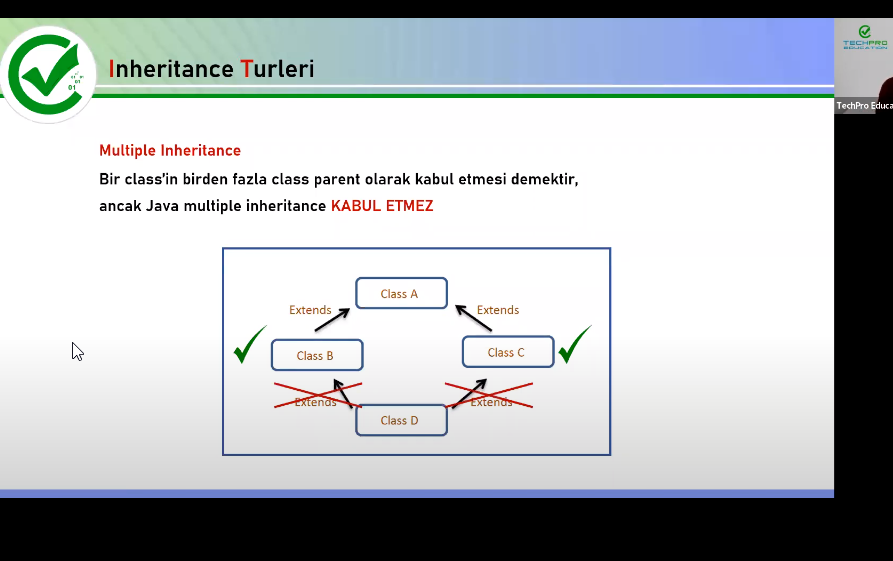 Inheritance Turleri
TECHPRO
EDUCATION
TechPro Educa
Multiple Inheritance
Bir class'in birden fazla class parent olarak kabul etmesi demektir,
ancak Java multiple inheritance KABUL ETMEZ
Class A
Extends
Extends
Class B
Class C
Extends
Extends
Class D